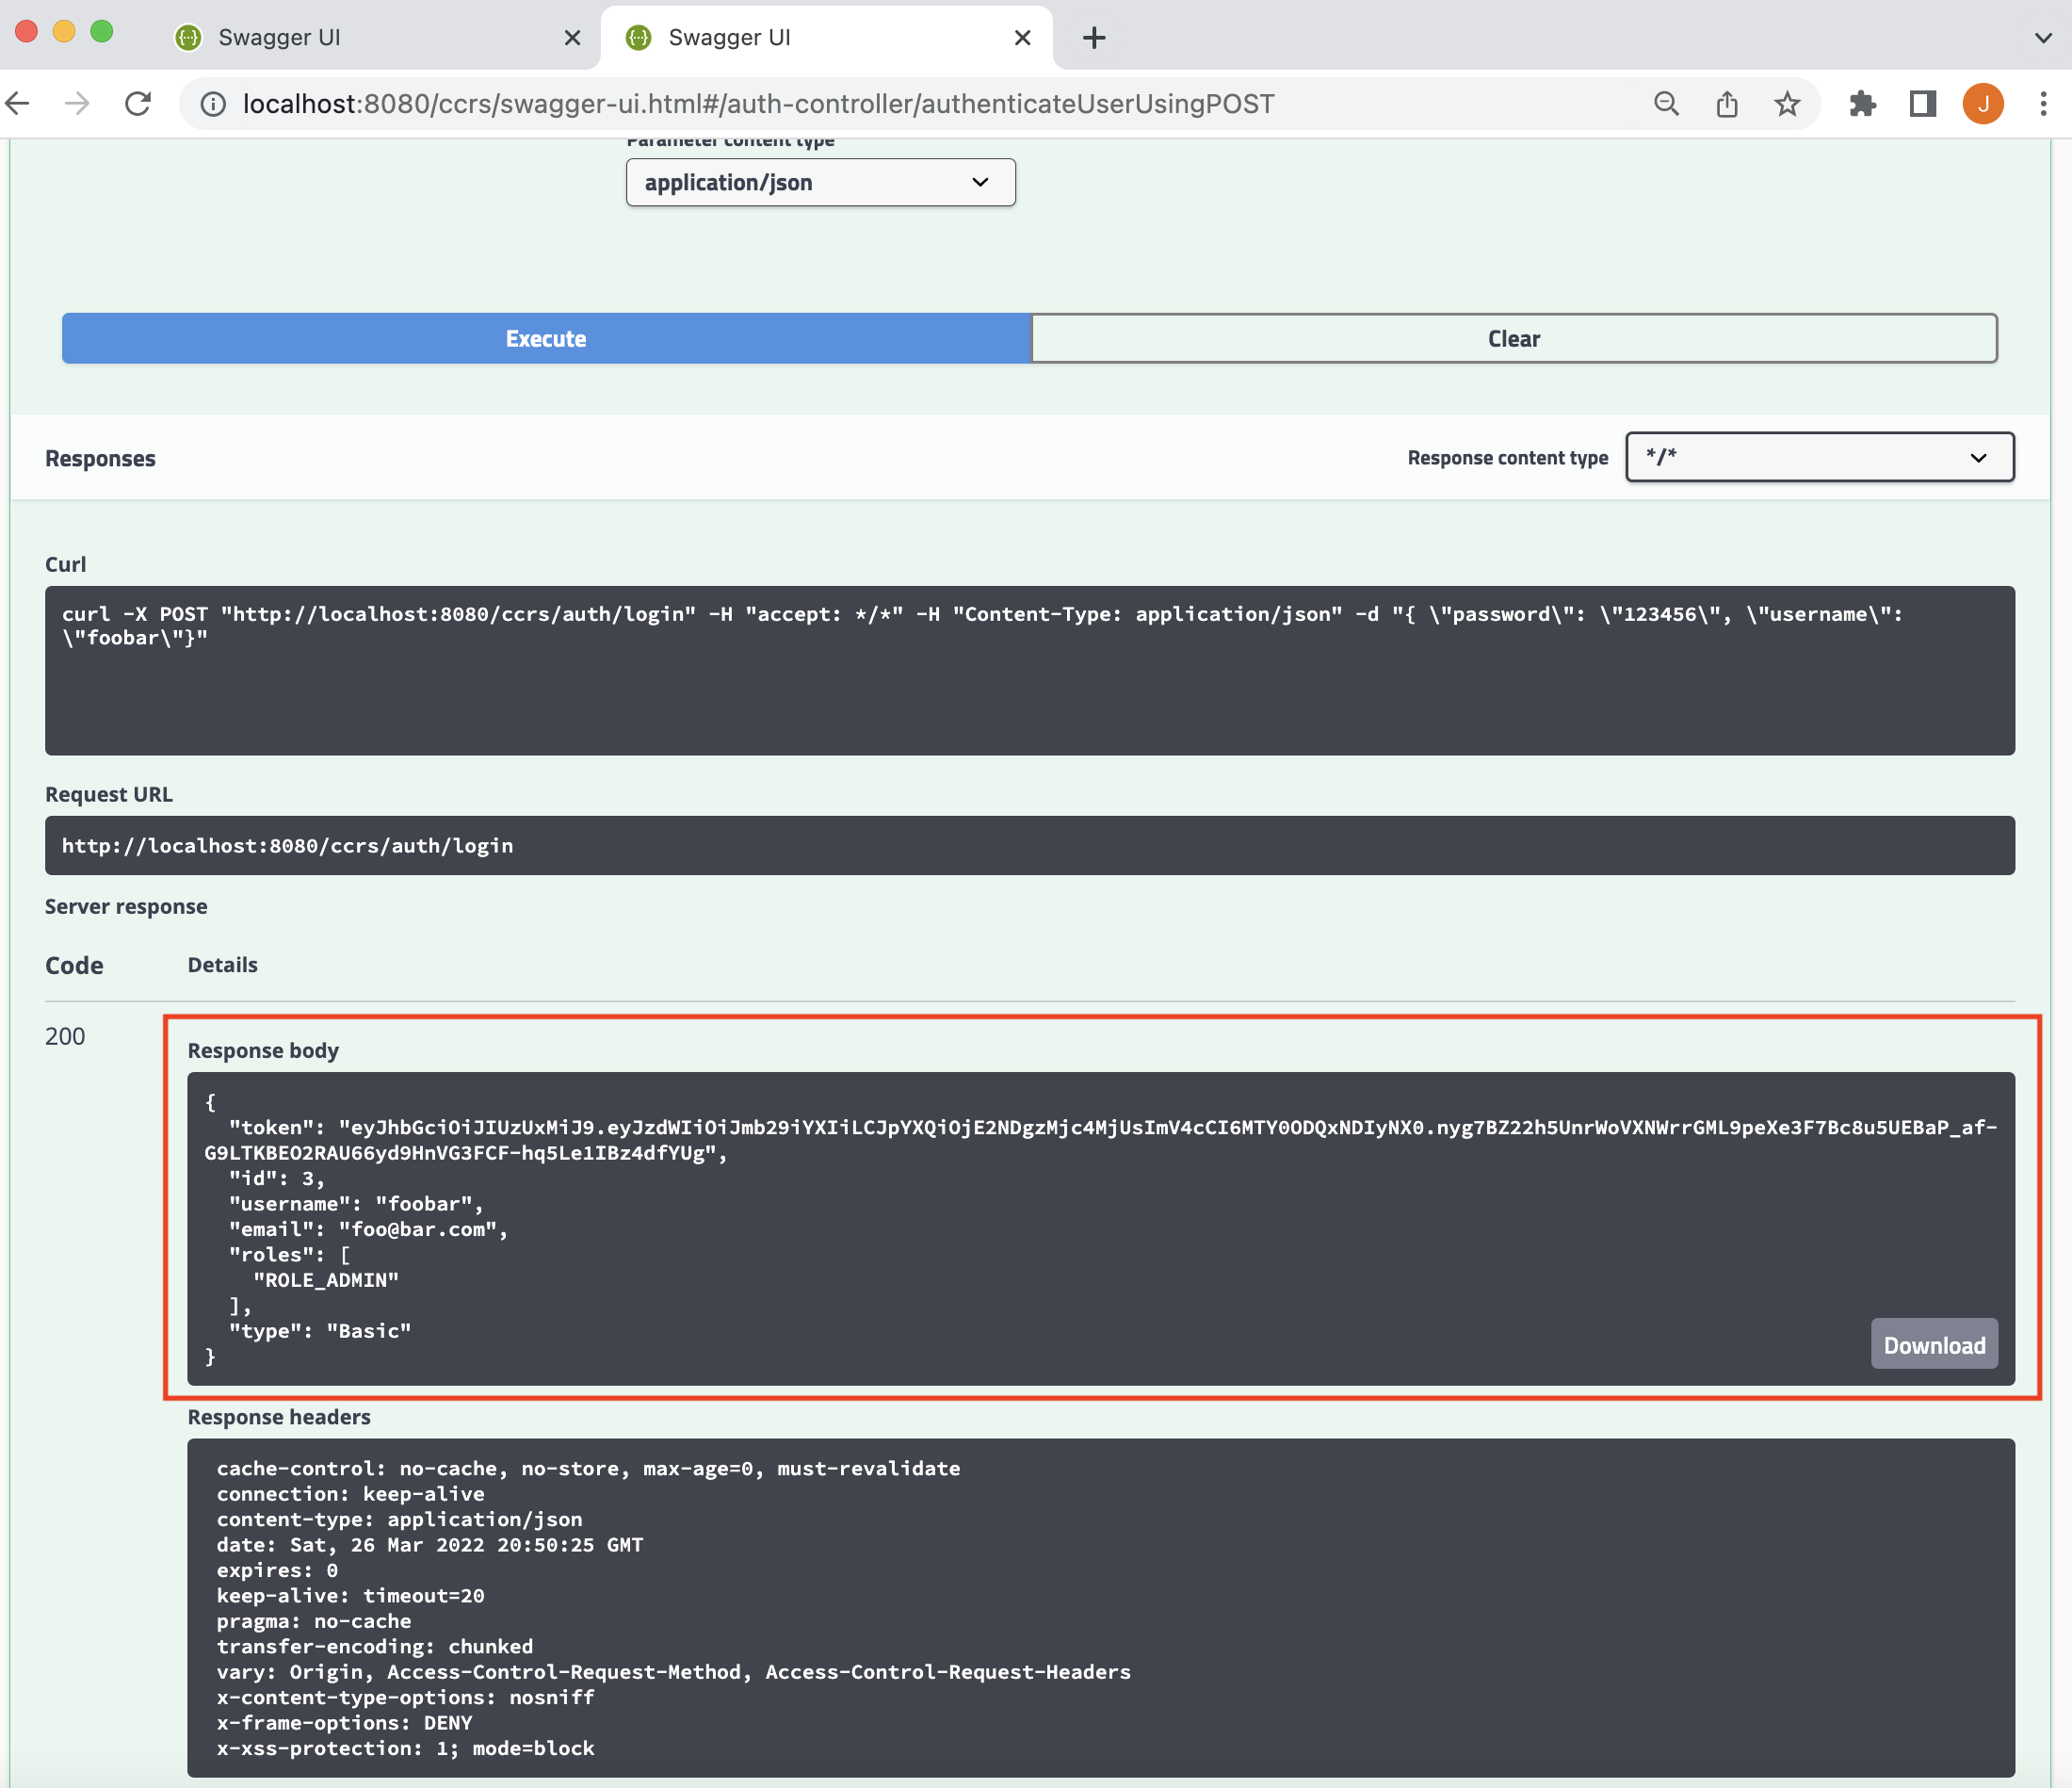 Swagger UI
Swagger UI
localhost:8080/ccrs/swagger-ui.html#/auth-controller/authenticateUserUsingPOST
J
Parameter content type
application/json
Execute
Clear
Responses
Response content type
*/*
Curl
curl -X POST "http://localhost:8080/ccrs/auth/login" -H "accept: */*" -H "Content-Type: application/json" -d "{ \"password\": \"123456\", \"username\":
\"foobar\"}"
Request URL
http://localhost:8080/ccrs/auth/login
Server response
Code Details
200
Response body
{
"token": "eyJhbGciOiJIUzUxMiJ9.eyJzdWIiOiJmb29iYXIiLCJpYXQiOjE2NDgzMjc4MjUsImV4cCI6MTY0ODQxNDIyNX0.nyg7BZ22h5UnrWoVXNWrrGML9peXe3F7Bc8u5UEBaP_af-
G9LTKBEO2RAU66yd9HnVG3FCF-hq5Le1IBz4dfYUg",
"id": 3,
"username": "foobar",
"email": "foo@bar.com",
"roles": [
"ROLE_ADMIN"
],
"type": "Basic"
}
Download
Response headers
cache-control: no-cache, no-store, max-age=0, must-revalidate
connection: keep-alive
content-type: application/json
date: Sat, 26 Mar 2022 20:50:25 GMT
expires: 0
keep-alive: timeout=20
pragma: no-cache
transfer-encoding: chunked
vary: Origin, Access-Control-Request-Method, Access-Control-Request-Headers
x-content-type-options: nosniff
x-frame-options: DENY
x-xss-protection: 1; mode=block